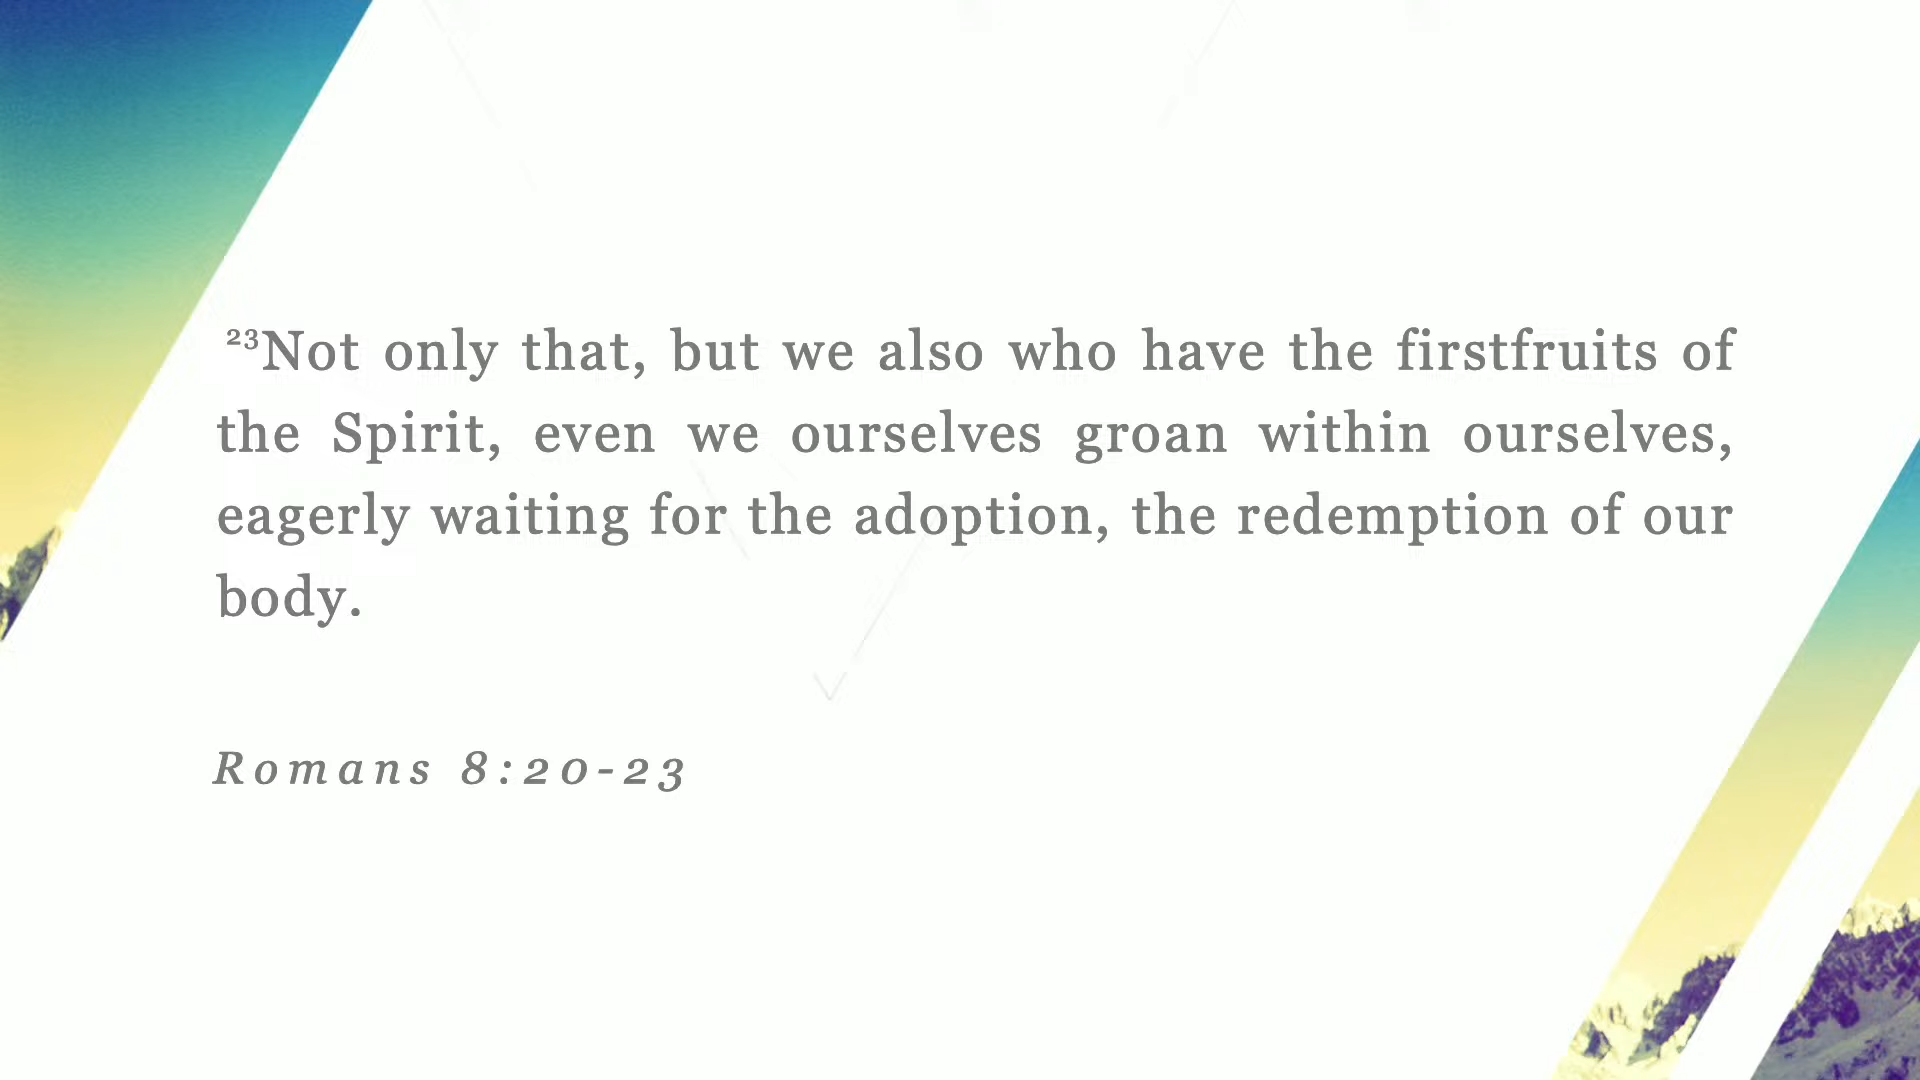 ²³Not only that, but we also who have the firstfruits of
the Spirit, even we ourselves groan within ourselves,
eagerly waiting for the adoption, the redemption of our
body.
Romans 8:20-23